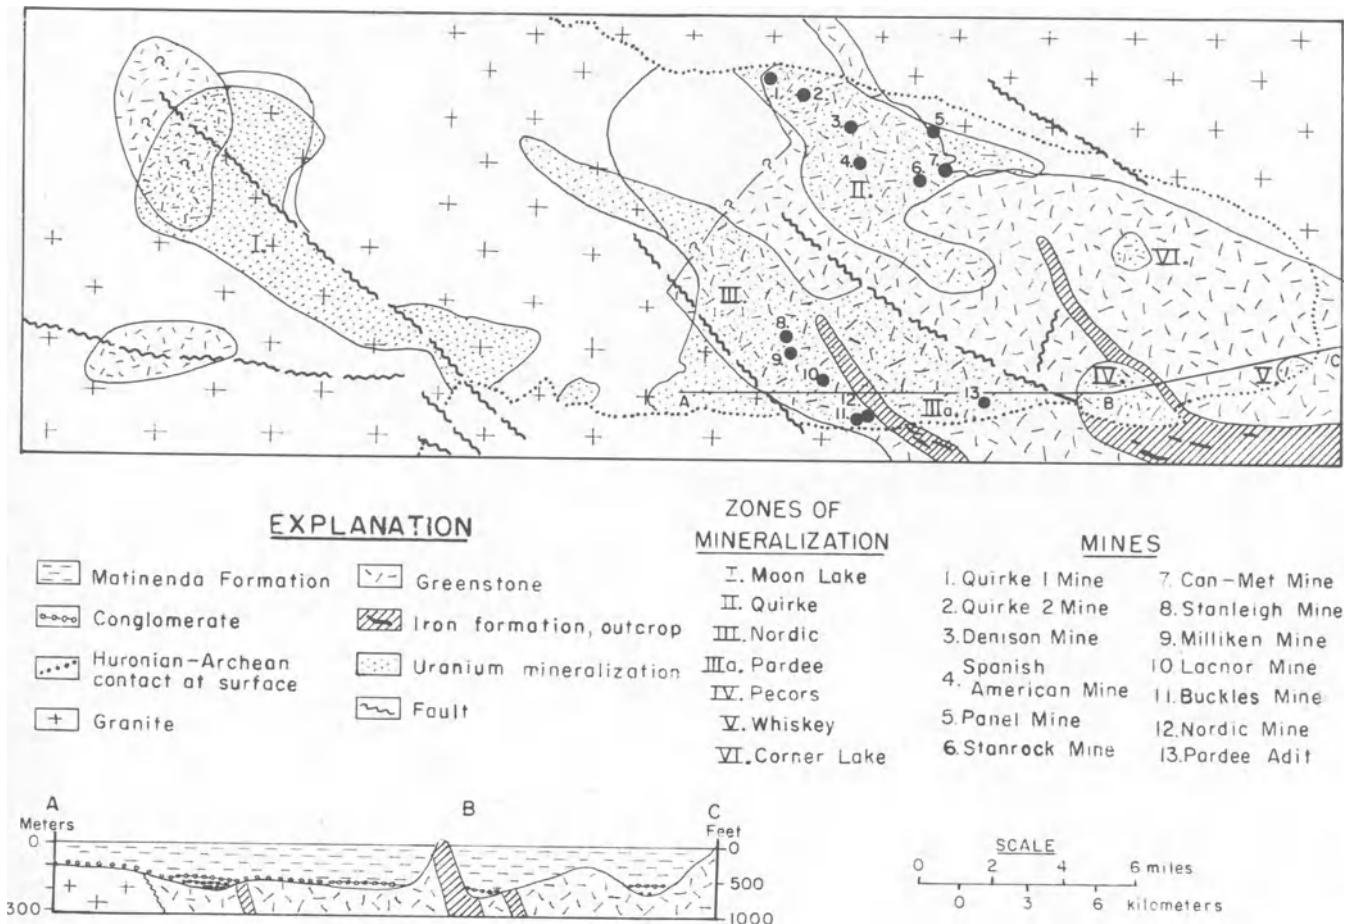 ?
?
1
2
3.
5.
4.
7.
6.
II.
?
?
I.
VI.
III.
8
9
10
A
12
11
IIIa.
13
IV.
B
V.
C
EXPLANATION
Matinenda Formation
Conglomerate
Huronian-Archean
contact at surface
Granite
Greenstone
Iron formation, outcrop
Uranium mineralization
Fault
ZONES OF
MINERALIZATION
I. Moon Lake
II. Quirke
III. Nordic
IIIa. Pardee
IV. Pecors
V. Whiskey
VI. Corner Lake
MINES
1. Quirke 1 Mine
2. Quirke 2 Mine
3. Denison Mine
4. Spanish
American Mine
5. Panel Mine
6. Stanrock Mine
7. Can-Met Mine
8. Stanleigh Mine
9. Milliken Mine
10 Lacnor Mine
11. Buckles Mine
12. Nordic Mine
13. Pardee Adit
A
B
C
Meters
Feet
0
0
500
300
1000
SCALE
0 2 4 6 miles
0 3 6 kilometers